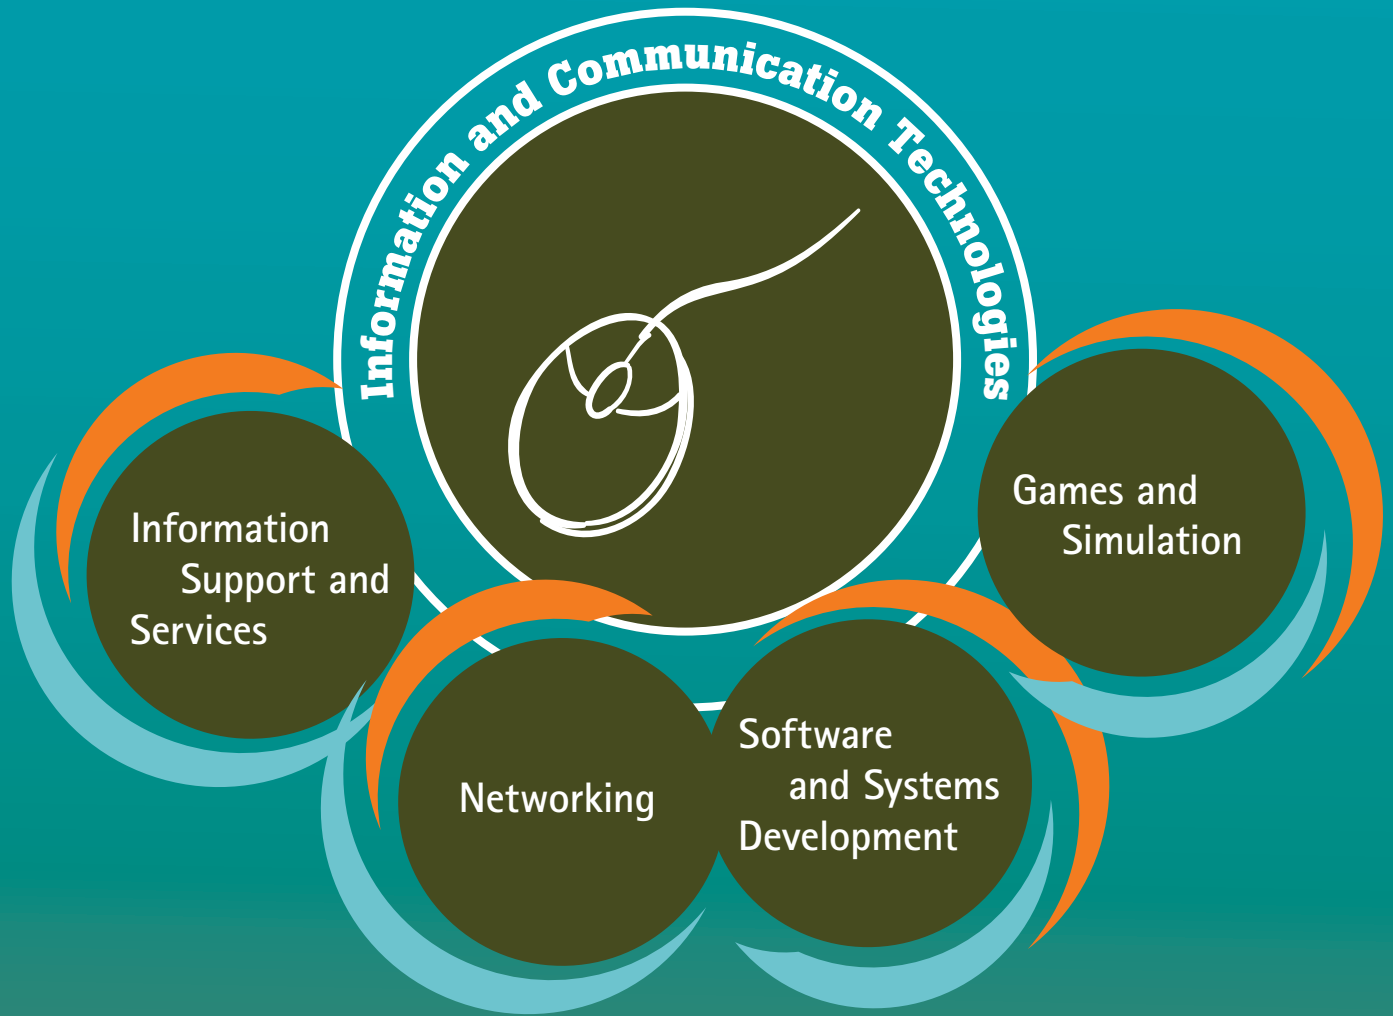 Information and Communication Technologies
Information
Support and
Services
Networking
Software
and Systems
Development
Games and
Simulation